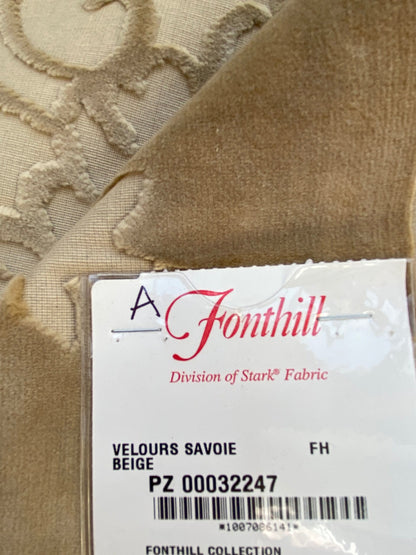 A
Fonthill
Division of Stark® Fabric
VELOURS SAVOIE FH
BEIGE
PZ 00032247
*1007086141*
FONTHILL COLLECTION